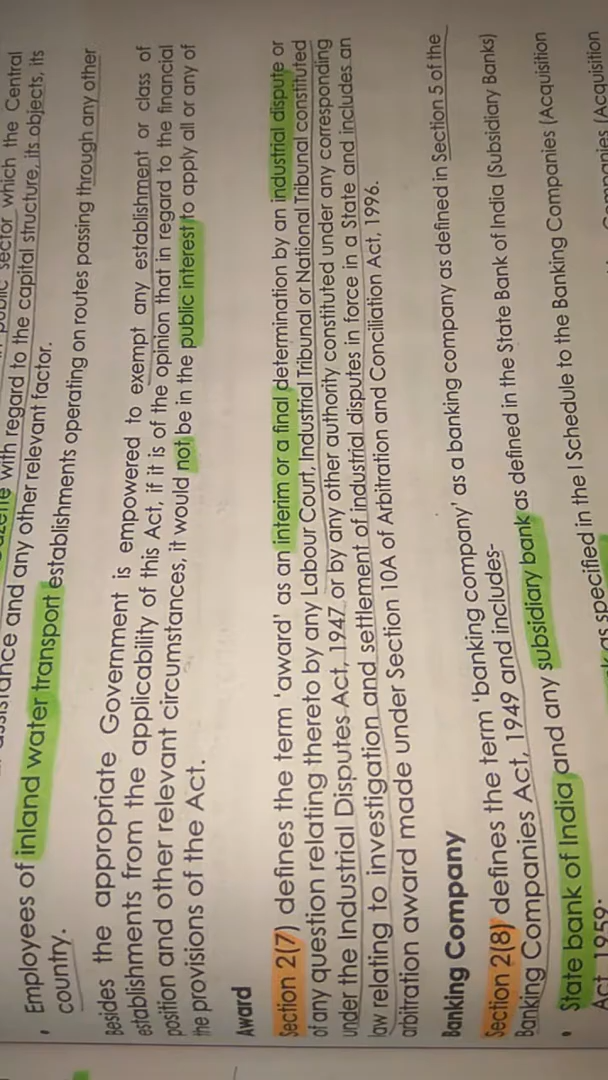 public sector which the Central
with regard to the capital structure, its objects, its
assistance and any other relevant factor.
• Employees of inland water transport establishments operating on routes passing through any other
country.
Besides the appropriate Government is empowered to exempt any establishment or class of
establishments from the applicability of this Act, if it is of the opinion that in regard to the financial
position and other relevant circumstances, it would not be in the public interest to apply all or any of
the provisions of the Act.
Award
Section 2(7) defines the term 'award' as an interim or a final determination by an industrial dispute or
of any question relating thereto by any Labour Court, Industrial Tribunal or National Tribunal constituted
under the Industrial Disputes Act, 1947 or by any other authority constituted under any corresponding
law relating to investigation and settlement of industrial disputes in force in a State and includes an
arbitration award made under Section 10A of Arbitration and Conciliation Act, 1996.
Banking Company
Section 2(8) defines the term 'banking company' as a banking company as defined in Section 5 of the
Banking Companies Act, 1949 and includes-
• State bank of India and any subsidiary bank as defined in the State Bank of India (Subsidiary Banks)
Act, 1959.
as specified in the I Schedule to the Banking Companies (Acquisition
Companies (Acquisition